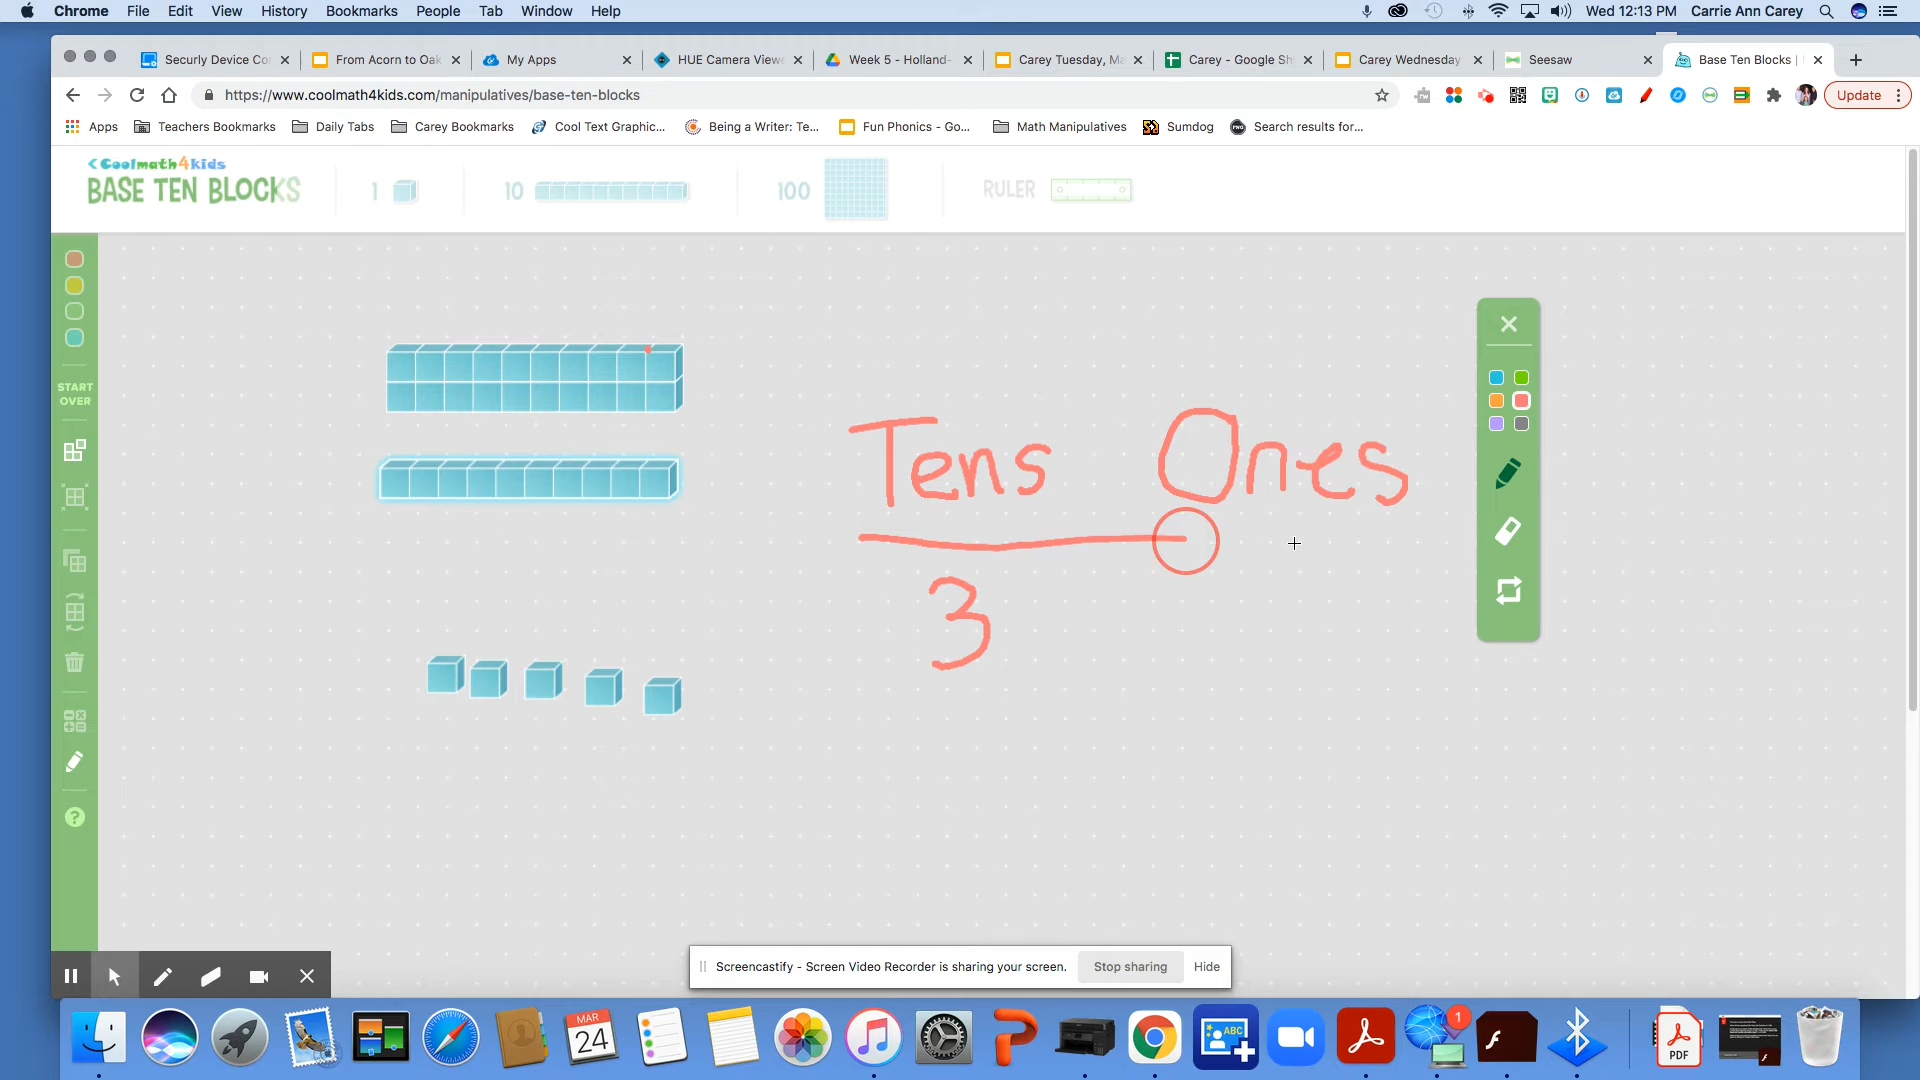 Chrome File Edit View History Bookmarks People Tab Window Help Wed 12:13 PM Carrie Ann Carey
Securly Device Co From Acorn to Oak My Apps HUE Camera View Week 5 - Holland- Carey Tuesday, Ma Carey - Google Sh Carey Wednesday Seesaw Base Ten Blocks |
https://www.coolmath4kids.com/manipulatives/base-ten-blocks Update
Apps Teachers Bookmarks Daily Tabs Carey Bookmarks Cool Text Graphic... Being a Writer: Te... Fun Phonics - Go... Math Manipulatives Sumdog Search results for...
<Coolmath4kids
BASE TEN BLOCKS 1 10 100 RULER
START
OVER
Tens Ones
3
Screencastify - Screen Video Recorder is sharing your screen. Stop sharing Hide
MAR
24
ABC
1
PDF